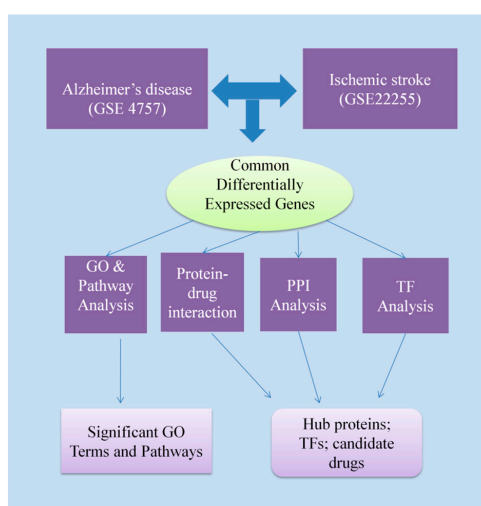 Alzheimer's disease
(GSE 4757)
Ischemic stroke
(GSE22255)
Common
Differentially
Expressed Genes
GO &
Pathway
Analysis
Protein-
drug
interaction
PPI
Analysis
TF
Analysis
Significant GO
Terms and Pathways
Hub proteins;
TFs; candidate
drugs